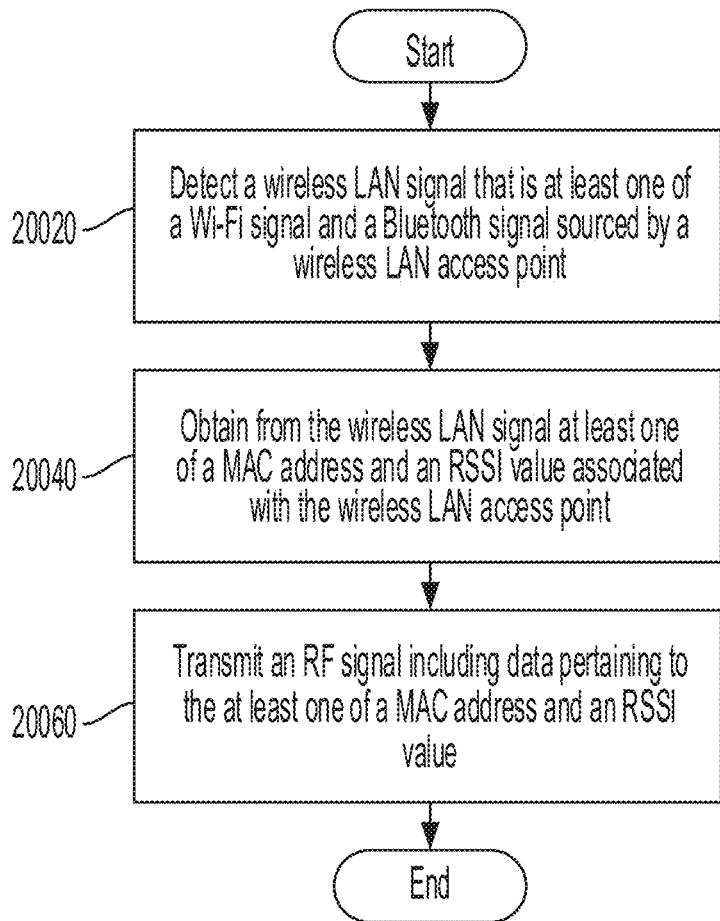 Start
20020
Detect a wireless LAN signal that is at least one of
a Wi-Fi signal and a Bluetooth signal sourced by a
wireless LAN access point
20040
Obtain from the wireless LAN signal at least one
of a MAC address and an RSSI value associated
with the wireless LAN access point
20060
Transmit an RF signal including data pertaining to
the at least one of a MAC address and an RSSI
value
End